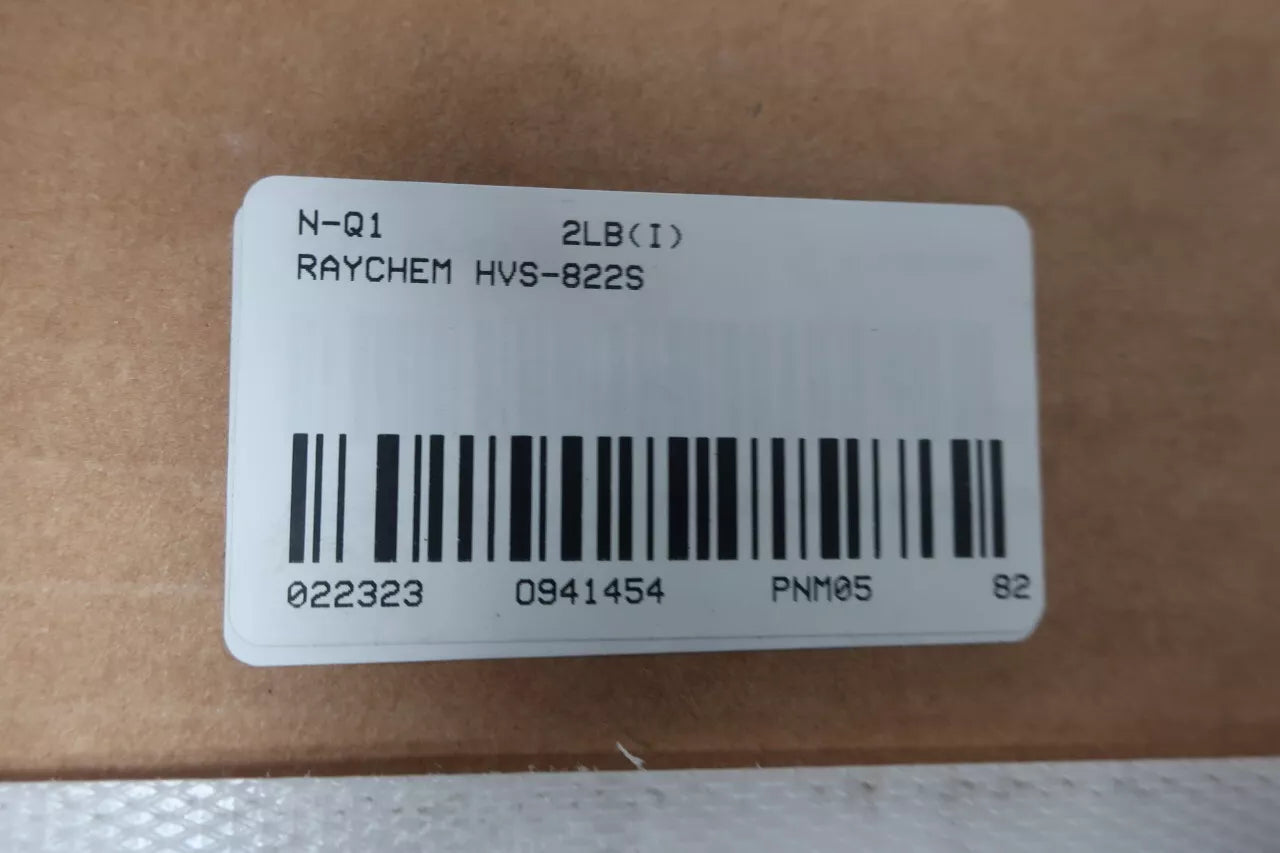 N-Q1 2LB(I)
RAYCHEM HVS-822S
022323 0941454 PNM05 82